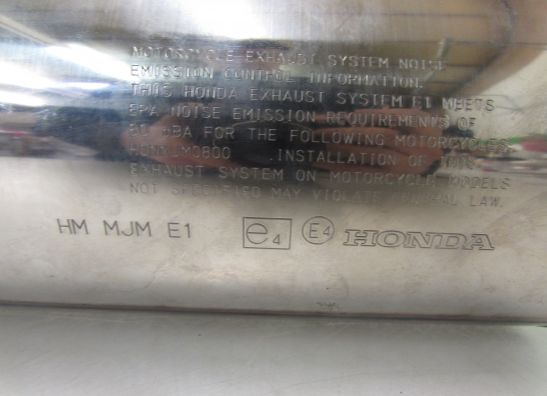 MOTORCYCLE EXHAUST SYSTEM NOISE
EMISSION CONTROL INFORMATION.
THIS HONDA EXHAUST SYSTEM E1 MEETS
EPA NOISE EMISSION REQUIREMENTS OF
80 dBA FOR THE FOLLOWING MOTORCYCLES
INSTALLATION OF THIS
EXHAUST SYSTEM ON MOTORCYCLE MODELS
NOT SPECIFIED MAY VIOLATE FEDERAL LAW.
HM MJM E1 e4 E4 HONDA